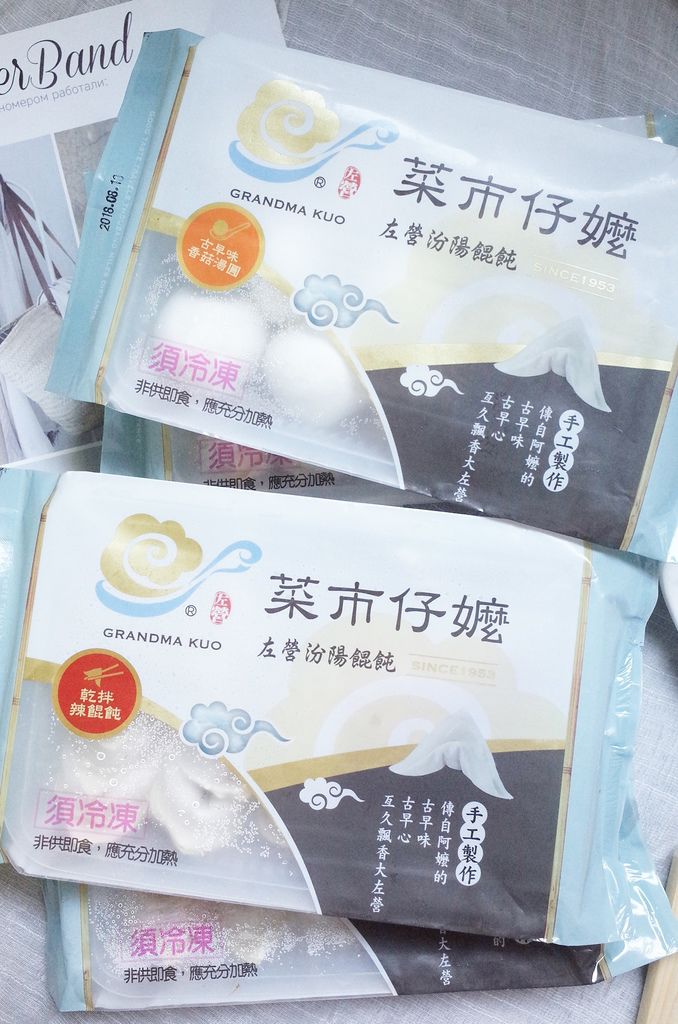 erBand
номером работали:
2018.08.10
GRANDMA KUO
®
左營
菜市仔嬤
左營汾陽餛飩
SINCE1953
古早味
香菇湯圓
須冷凍
非供即食，應充分加熱
手工製作
傳自阿嬤的
古早味
古早心
亙久飄香大左營
須冷凍
非供即食，應充分加熱
GRANDMA KUO
®
左營
菜市仔嬤
左營汾陽餛飩
SINCE1953
乾拌
辣餛飩
須冷凍
非供即食，應充分加熱
手工製作
傳自阿嬤的
古早味
古早心
亙久飄香大左營
須冷凍
非供即食，應充分加熱
的
香大左營